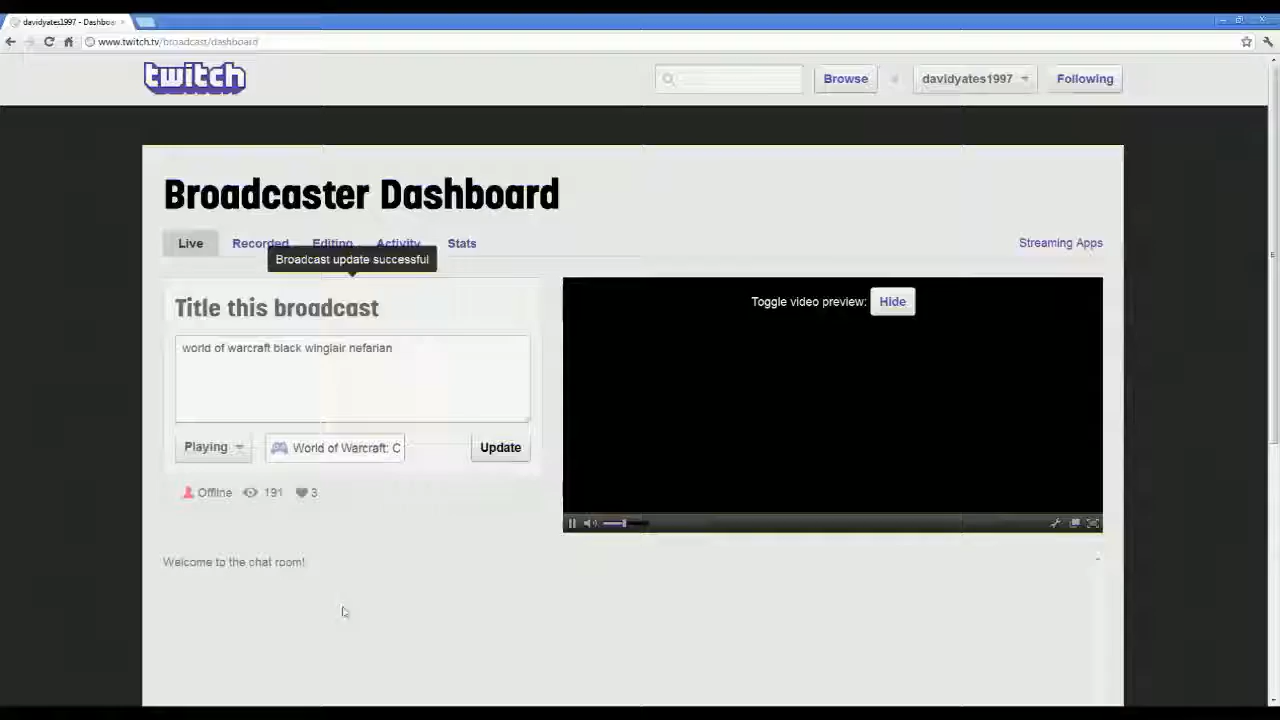 davidyates1997 - Dashboa
www.twitch.tv/broadcast/dashboard
twitch
Browse
davidyates1997
Following
Broadcaster Dashboard
Live
Recorded
Editing
Activity
Stats
Streaming Apps
Broadcast update successful
Title this broadcast
Toggle video preview:
Hide
world of warcraft black winglair nefarian
Playing
World of Warcraft: C
Update
Offline
191
3
Welcome to the chat room!